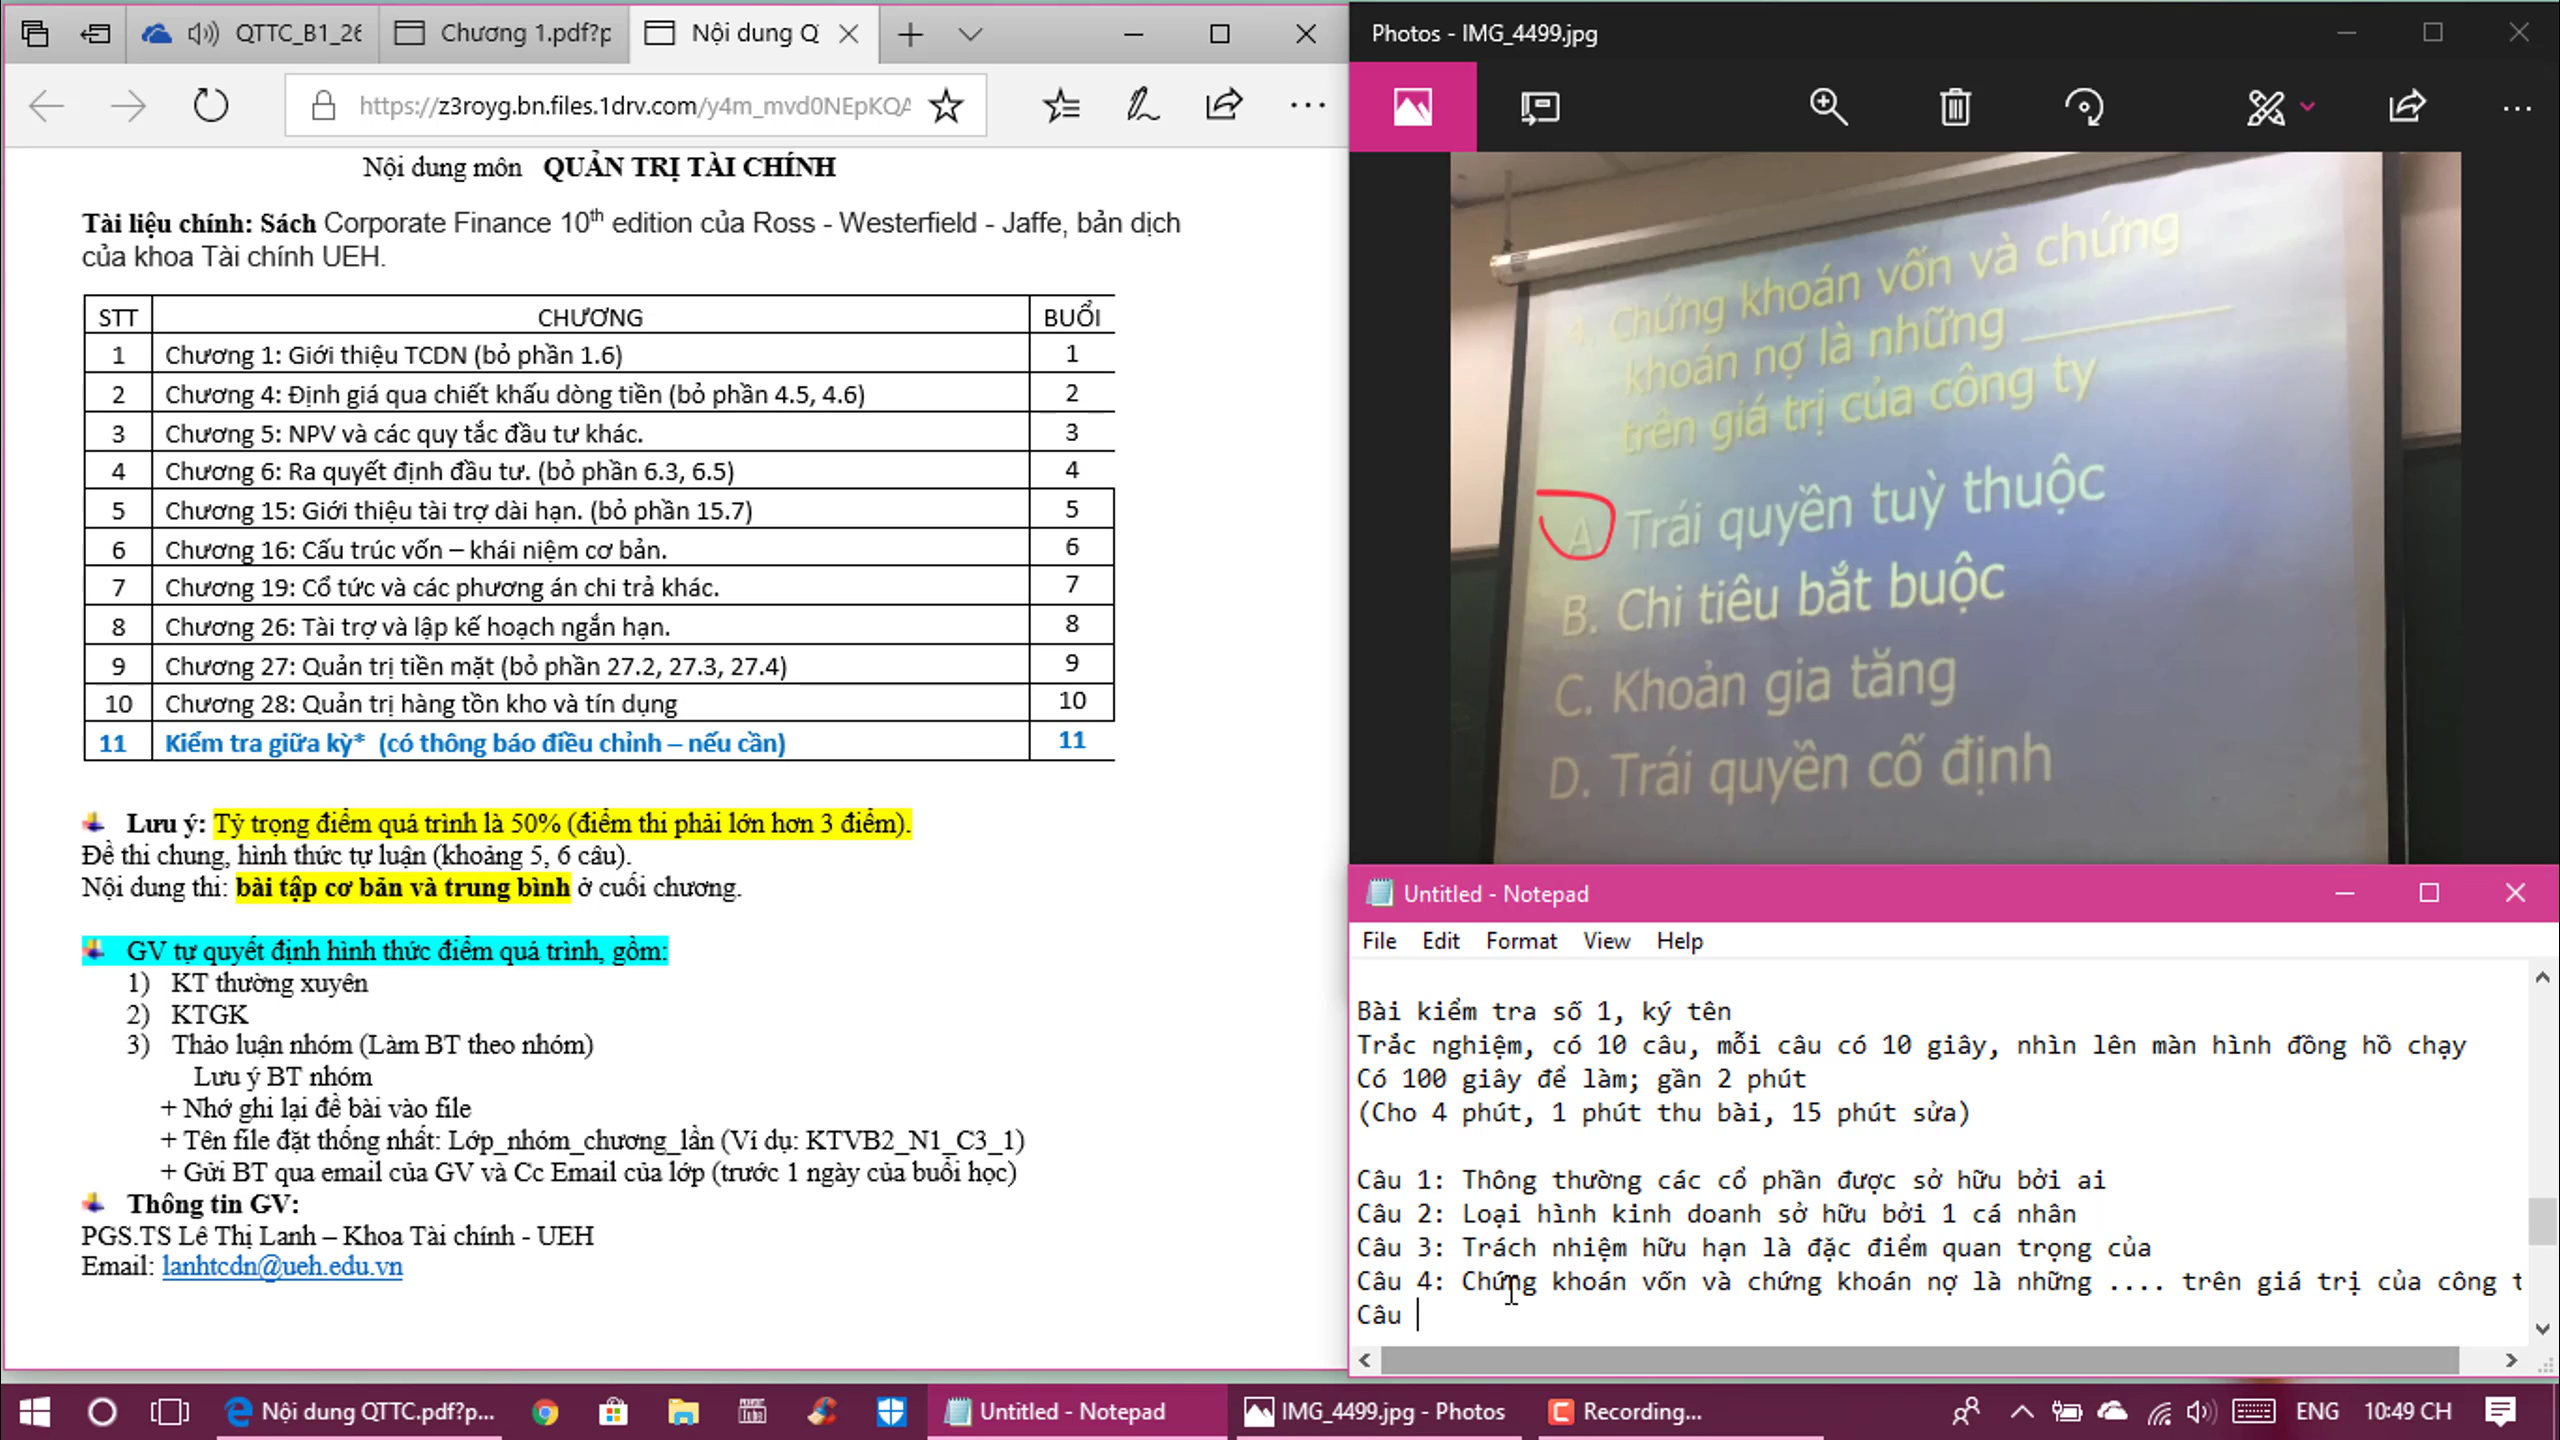 QTTC_B1_26
Chương 1.pdf?p
Nội dung Q
https://z3royg.bn.files.1drv.com/y4m_mvd0NEpKQA
Nội dung môn QUẢN TRỊ TÀI CHÍNH
Tài liệu chính: Sách Corporate Finance 10th edition của Ross - Westerfield - Jaffe, bản dịch
của khoa Tài chính UEH.
STT CHƯƠNG BUỔI
1 Chương 1: Giới thiệu TCDN (bỏ phần 1.6) 1
2 Chương 4: Định giá qua chiết khấu dòng tiền (bỏ phần 4.5, 4.6) 2
3 Chương 5: NPV và các quy tắc đầu tư khác. 3
4 Chương 6: Ra quyết định đầu tư. (bỏ phần 6.3, 6.5) 4
5 Chương 15: Giới thiệu tài trợ dài hạn. (bỏ phần 15.7) 5
6 Chương 16: Cấu trúc vốn – khái niệm cơ bản. 6
7 Chương 19: Cổ tức và các phương án chi trả khác. 7
8 Chương 26: Tài trợ và lập kế hoạch ngắn hạn. 8
9 Chương 27: Quản trị tiền mặt (bỏ phần 27.2, 27.3, 27.4) 9
10 Chương 28: Quản trị hàng tồn kho và tín dụng 10
11 Kiểm tra giữa kỳ* (có thông báo điều chỉnh – nếu cần) 11
Lưu ý: Tỷ trọng điểm quá trình là 50% (điểm thi phải lớn hơn 3 điểm).
Đề thi chung, hình thức tự luận (khoảng 5, 6 câu).
Nội dung thi: bài tập cơ bản và trung bình ở cuối chương.
GV tự quyết định hình thức điểm quá trình, gồm:
1) KT thường xuyên
2) KTGK
3) Thảo luận nhóm (Làm BT theo nhóm)
Lưu ý BT nhóm
+ Nhớ ghi lại đề bài vào file
+ Tên file đặt thống nhất: Lớp_nhóm_chương_lần (Ví dụ: KTVB2_N1_C3_1)
+ Gửi BT qua email của GV và Cc Email của lớp (trước 1 ngày của buổi học)
Thông tin GV:
PGS.TS Lê Thị Lanh – Khoa Tài chính - UEH
Email: lanhtcdn@ueh.edu.vn
Photos - IMG_4499.jpg
4. Chứng khoán vốn và chứng
khoán nợ là những ________
trên giá trị của công ty
A. Trái quyền tuỳ thuộc
B. Chi tiêu bắt buộc
C. Khoản gia tăng
D. Trái quyền cố định
Untitled - Notepad
File Edit Format View Help
Bài kiểm tra số 1, ký tên
Trắc nghiệm, có 10 câu, mỗi câu có 10 giây, nhìn lên màn hình đồng hồ chạy
Có 100 giây để làm; gần 2 phút
(Cho 4 phút, 1 phút thu bài, 15 phút sửa)
Câu 1: Thông thường các cổ phần được sở hữu bởi ai
Câu 2: Loại hình kinh doanh sở hữu bởi 1 cá nhân
Câu 3: Trách nhiệm hữu hạn là đặc điểm quan trọng của
Câu 4: Chứng khoán vốn và chứng khoán nợ là những .... trên giá trị của công t
Câu
Nội dung QTTC.pdf?p...
Untitled - Notepad
IMG_4499.jpg - Photos
Recording...
ENG
10:49 CH